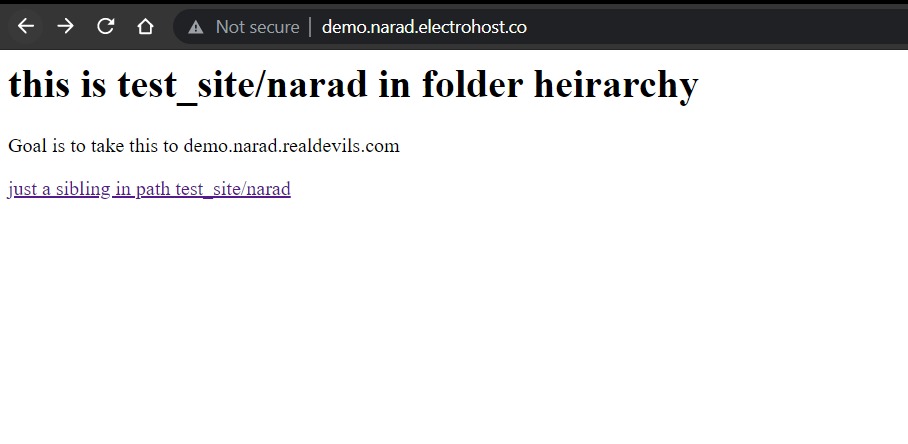 Not secure | demo.narad.electrohost.co
this is test_site/narad in folder heirarchy
Goal is to take this to demo.narad.realdevils.com
just a sibling in path test_site/narad